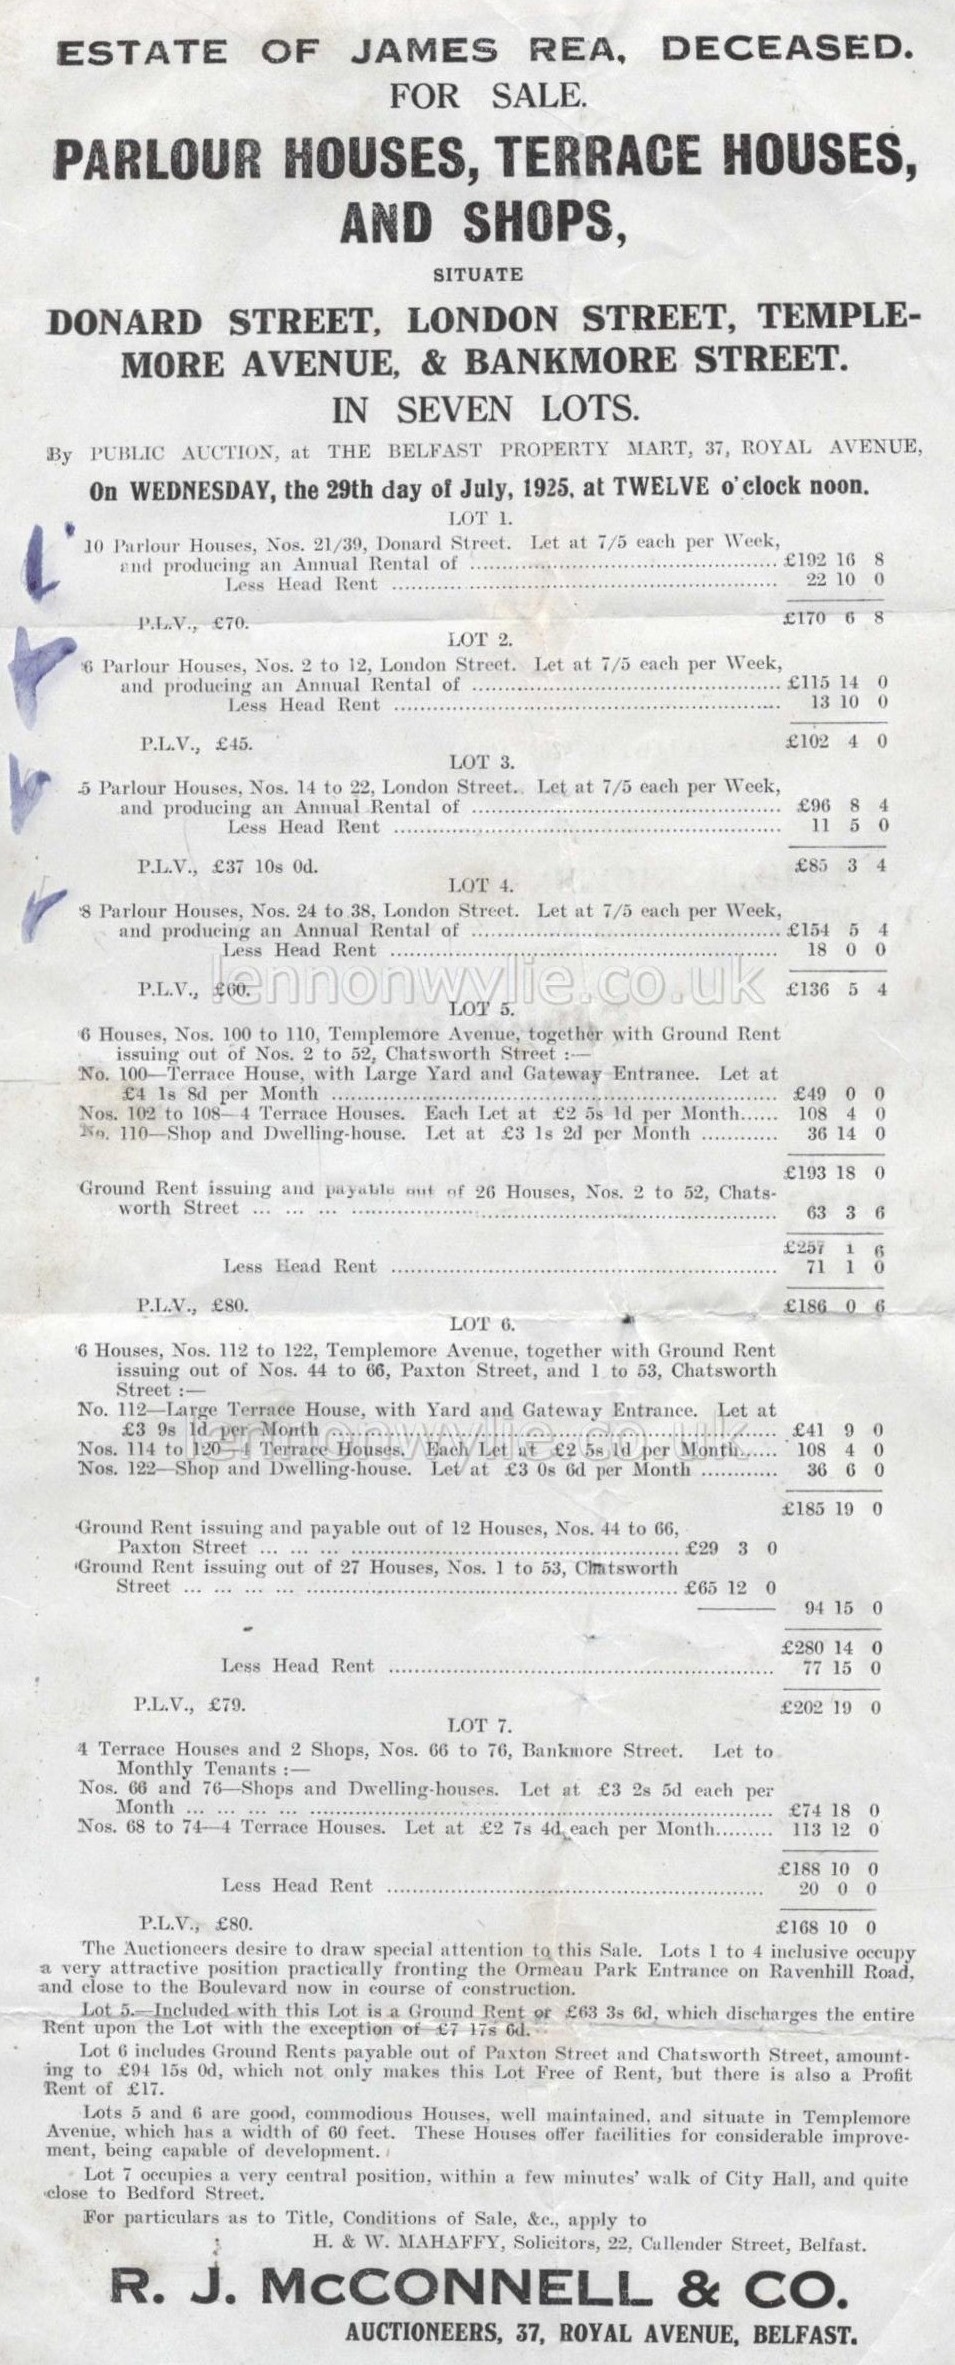 ESTATE OF JAMES REA, DECEASED.
FOR SALE.
PARLOUR HOUSES, TERRACE HOUSES,
AND SHOPS,
SITUATE
DONARD STREET, LONDON STREET, TEMPLE-
MORE AVENUE, & BANKMORE STREET.
IN SEVEN LOTS.
By PUBLIC AUCTION, at THE BELFAST PROPERTY MART, 37, ROYAL AVENUE,
On WEDNESDAY, the 29th day of July, 1925, at TWELVE o'clock noon.
LOT 1.
10 Parlour Houses, Nos. 21/39, Donard Street. Let at 7/5 each per Week,
and producing an Annual Rental of ........ £192 16 8
Less Head Rent ........ 22 10 0
P.L.V., £70. £170 6 8
LOT 2.
6 Parlour Houses, Nos. 2 to 12, London Street. Let at 7/5 each per Week,
and producing an Annual Rental of ........ £115 14 0
Less Head Rent ........ 13 10 0
P.L.V., £45. £102 4 0
LOT 3.
5 Parlour Houses, Nos. 14 to 22, London Street. Let at 7/5 each per Week,
and producing an Annual Rental of ........ £96 8 4
Less Head Rent ........ 11 5 0
P.L.V., £37 10s 0d. £85 3 4
LOT 4.
8 Parlour Houses, Nos. 24 to 38, London Street. Let at 7/5 each per Week,
and producing an Annual Rental of ........ £154 5 4
Less Head Rent ........ 18 0 0
lennonwylie.co.uk
P.L.V., £60. £136 5 4
LOT 5.
6 Houses, Nos. 100 to 110, Templemore Avenue, together with Ground Rent
issuing out of Nos. 2 to 52, Chatsworth Street :—
No. 100—Terrace House, with Large Yard and Gateway Entrance. Let at
£4 1s 8d per Month ........ £49 0 0
Nos. 102 to 108—4 Terrace Houses. Each Let at £2 5s 1d per Month...... 108 4 0
No. 110—Shop and Dwelling-house. Let at £3 1s 2d per Month ............ 36 14 0
£193 18 0
Ground Rent issuing and payable out of 26 Houses, Nos. 2 to 52, Chats-
worth Street ... ... ... ........ 63 3 6
£257 1 6
Less Head Rent ........ 71 1 0
P.L.V., £80. £186 0 6
LOT 6.
6 Houses, Nos. 112 to 122, Templemore Avenue, together with Ground Rent
issuing out of Nos. 44 to 66, Paxton Street, and 1 to 53, Chatsworth
Street :—
No. 112—Large Terrace House, with Yard and Gateway Entrance. Let at
£3 9s 1d per Month ........ £41 9 0
lennonwylie.co.uk
Nos. 114 to 120—4 Terrace Houses. Each Let at £2 5s 1d per Month...... 108 4 0
Nos. 122—Shop and Dwelling-house. Let at £3 0s 6d per Month ............ 36 6 0
£185 19 0
Ground Rent issuing and payable out of 12 Houses, Nos. 44 to 66,
Paxton Street ... ... ... ........ £29 3 0
Ground Rent issuing out of 27 Houses, Nos. 1 to 53, Chatsworth
Street ... ... ... ... ........ £65 12 0
94 15 0
£280 14 0
Less Head Rent ........ 77 15 0
P.L.V., £79. £202 19 0
LOT 7.
4 Terrace Houses and 2 Shops, Nos. 66 to 76, Bankmore Street. Let to
Monthly Tenants :—
Nos. 66 and 76—Shops and Dwelling-houses. Let at £3 2s 5d each per
Month ... ... ... ... ........ £74 18 0
Nos. 68 to 74—4 Terrace Houses. Let at £2 7s 4d each per Month......... 113 12 0
£188 10 0
Less Head Rent ........ 20 0 0
P.L.V., £80. £168 10 0
The Auctioneers desire to draw special attention to this Sale. Lots 1 to 4 inclusive occupy
a very attractive position practically fronting the Ormeau Park Entrance on Ravenhill Road,
and close to the Boulevard now in course of construction.
Lot 5.—Included with this Lot is a Ground Rent or £63 3s 6d, which discharges the entire
Rent upon the Lot with the exception of £7 17s 6d.
Lot 6 includes Ground Rents payable out of Paxton Street and Chatsworth Street, amount-
ing to £94 15s 0d, which not only makes this Lot Free of Rent, but there is also a Profit
Rent of £17.
Lots 5 and 6 are good, commodious Houses, well maintained, and situate in Templemore
Avenue, which has a width of 60 feet. These Houses offer facilities for considerable improve-
ment, being capable of development.
Lot 7 occupies a very central position, within a few minutes' walk of City Hall, and quite
close to Bedford Street.
For particulars as to Title, Conditions of Sale, &c., apply to
H. & W. MAHAFFY, Solicitors, 22, Callender Street, Belfast.
R. J. McCONNELL & CO.
AUCTIONEERS, 37, ROYAL AVENUE, BELFAST.